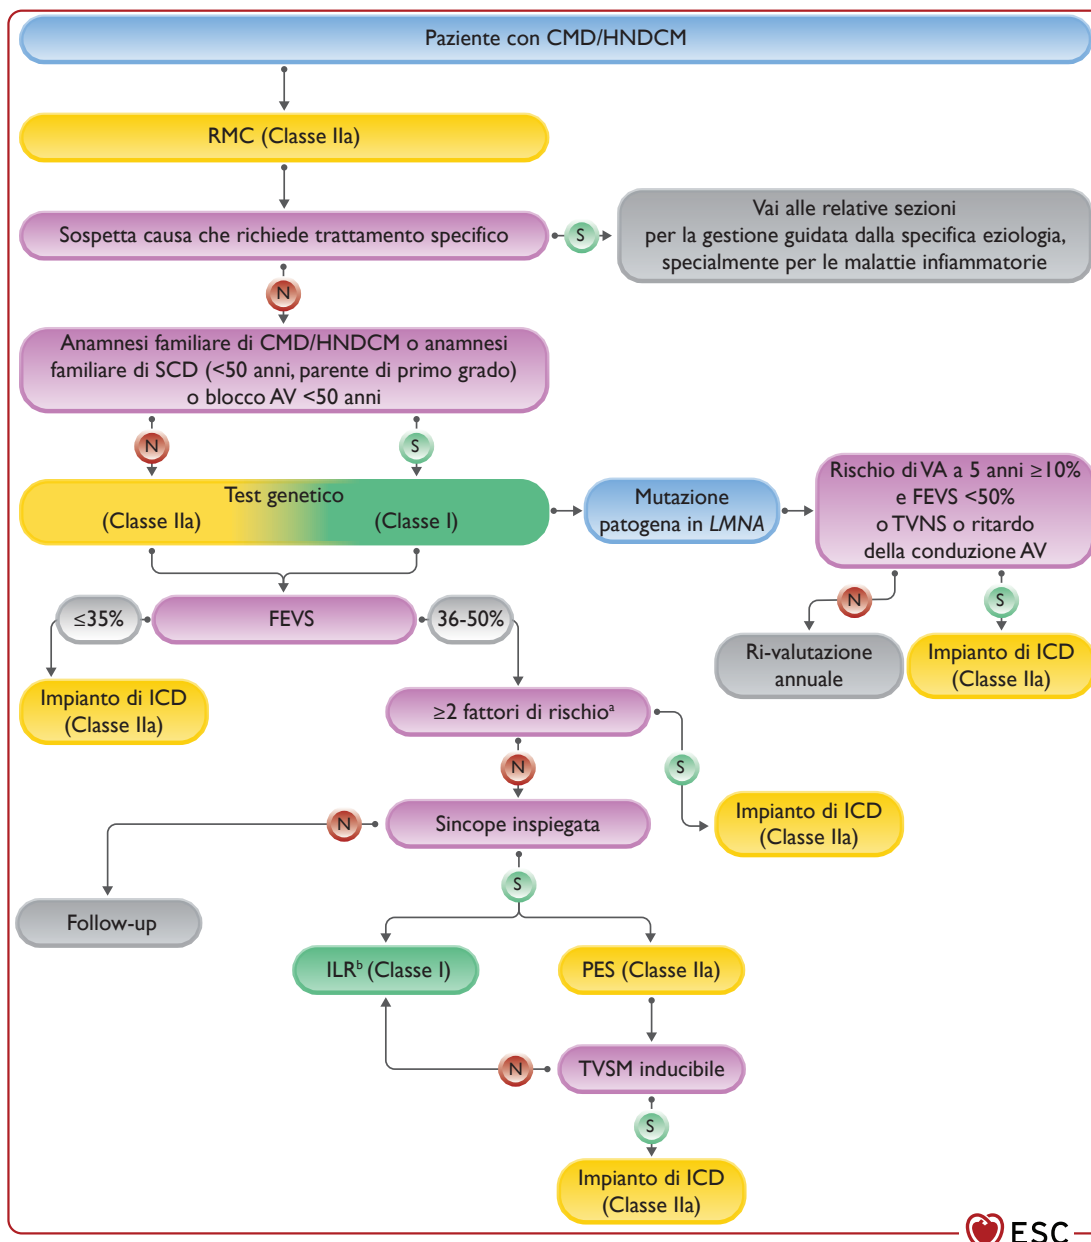 Paziente con CMD/HNDCM
RMC (Classe IIa)
Sospetta causa che richiede trattamento specifico
S
Vai alle relative sezioni
per la gestione guidata dalla specifica eziologia,
specialmente per le malattie infiammatorie
N
Anamnesi familiare di CMD/HNDCM o anamnesi
familiare di SCD (<50 anni, parente di primo grado)
o blocco AV <50 anni
N
S
Test genetico
(Classe IIa)
(Classe I)
Mutazione
patogena in LMNA
Rischio di VA a 5 anni ≥10%
e FEVS <50%
o TVNS o ritardo
della conduzione AV
N
S
Ri-valutazione
annuale
Impianto di ICD
(Classe IIa)
≤35%
FEVS
36-50%
Impianto di ICD
(Classe IIa)
≥2 fattori di rischioᵃ
N
S
Impianto di ICD
(Classe IIa)
Sincope inspiegata
N
S
Follow-up
ILRᵇ (Classe I)
PES (Classe IIa)
TVSM inducibile
N
S
Impianto di ICD
(Classe IIa)
ESC